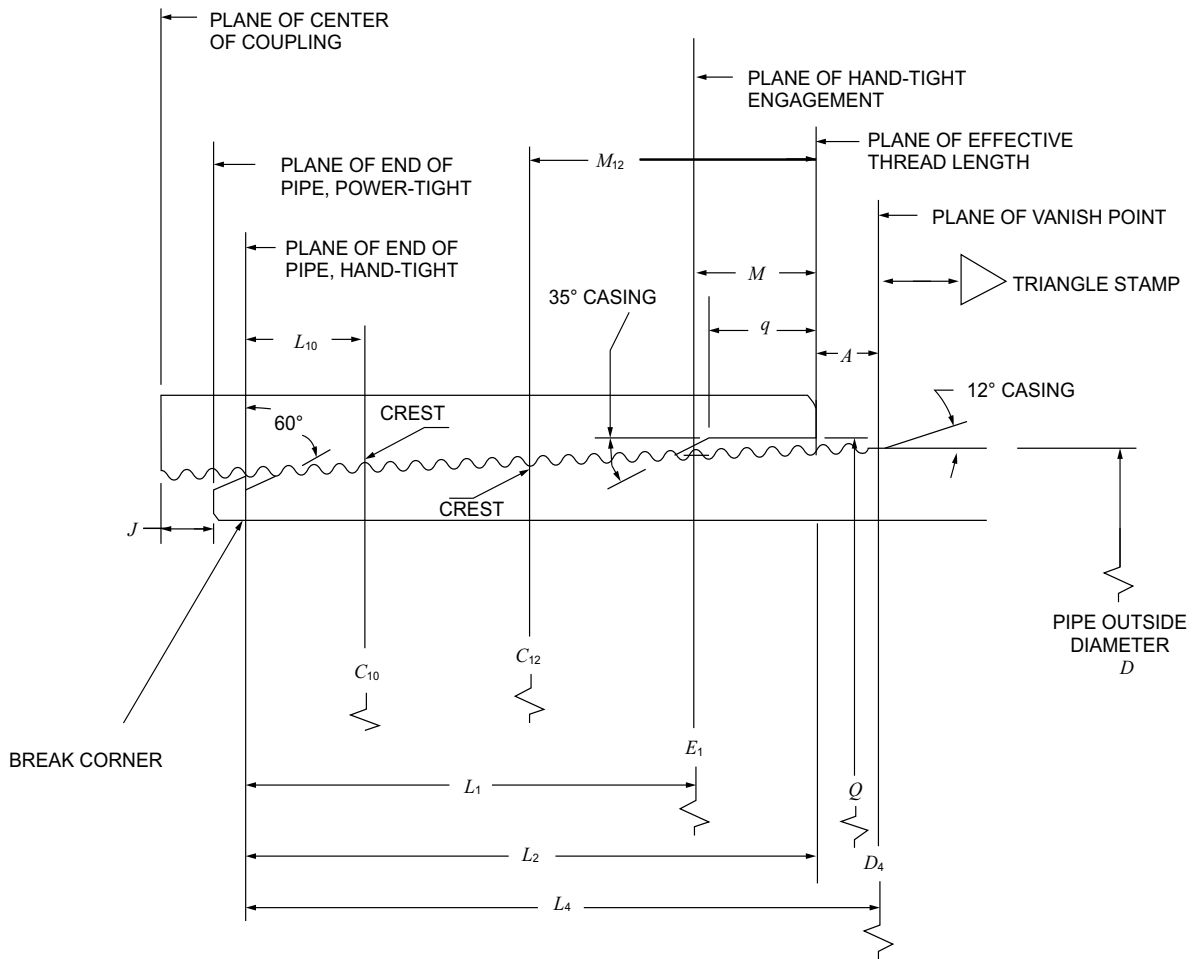 PLANE OF CENTER
OF COUPLING
PLANE OF HAND-TIGHT
ENGAGEMENT
PLANE OF EFFECTIVE
THREAD LENGTH
PLANE OF END OF
PIPE, POWER-TIGHT
M12
PLANE OF VANISH POINT
PLANE OF END OF
PIPE, HAND-TIGHT
M
TRIANGLE STAMP
35° CASING
q
L10
A
12° CASING
CREST
60°
CREST
J
PIPE OUTSIDE
DIAMETER
D
C10
C12
BREAK CORNER
E1
L1
Q
L2
D4
L4